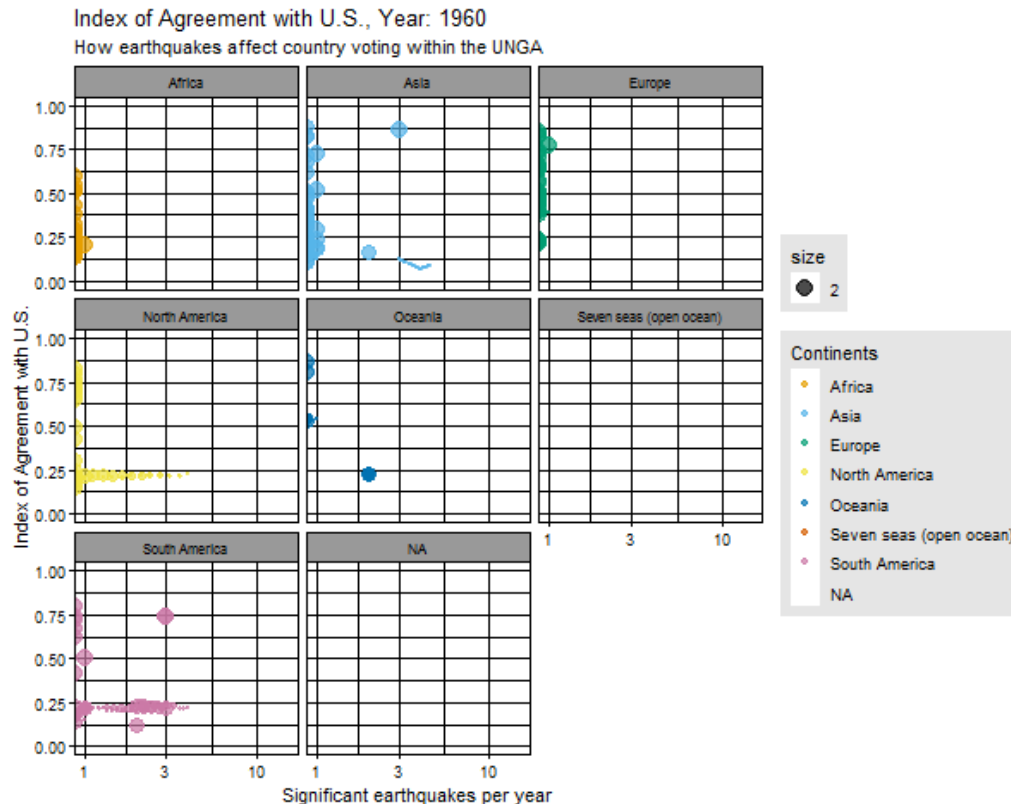 Index of Agreement with U.S., Year: 1960
How earthquakes affect country voting within the UNGA
Africa
Asia
Europe
1.00
0.75
0.50
0.25
0.00
North America
Oceania
Seven seas (open ocean)
1.00
0.75
0.50
0.25
0.00
1
3
10
South America
NA
1.00
0.75
0.50
0.25
0.00
1
3
10
1
3
10
Significant earthquakes per year
Index of Agreement with U.S.
size
2
Continents
Africa
Asia
Europe
North America
Oceania
Seven seas (open ocean)
South America
NA